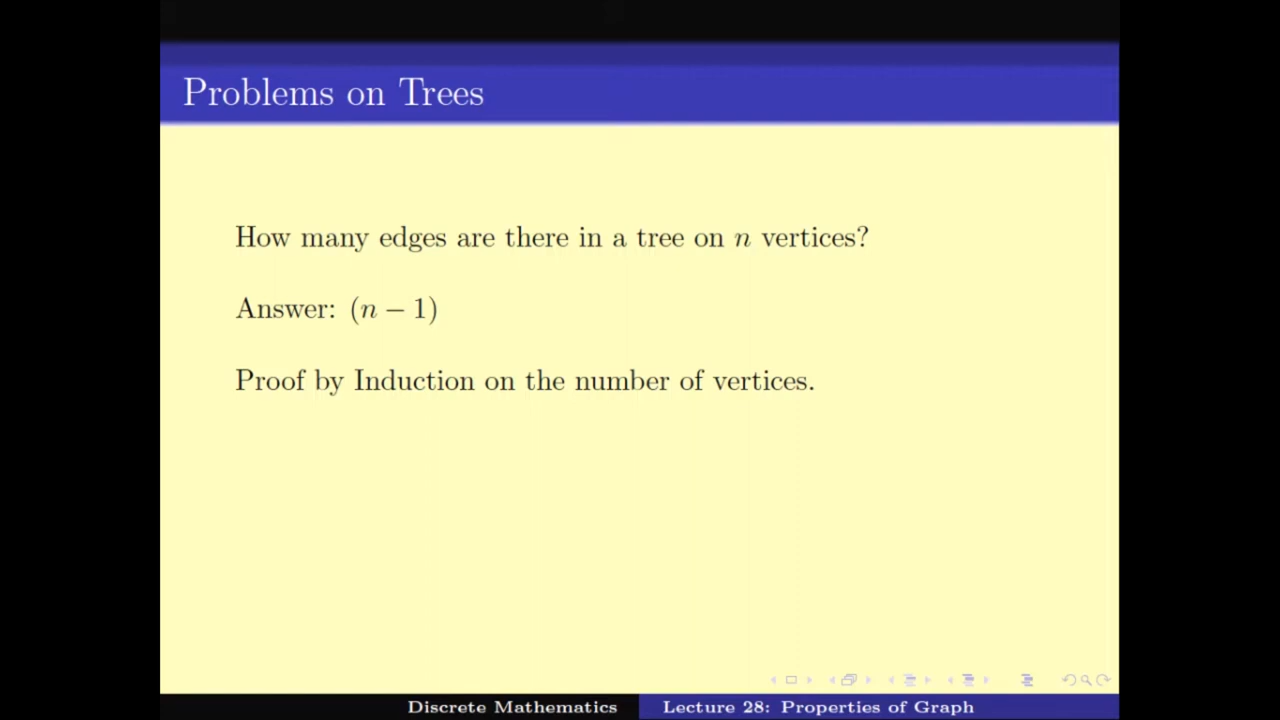 Problems on Trees
How many edges are there in a tree on n vertices?
Answer: (n − 1)
Proof by Induction on the number of vertices.
Discrete Mathematics Lecture 28: Properties of Graph